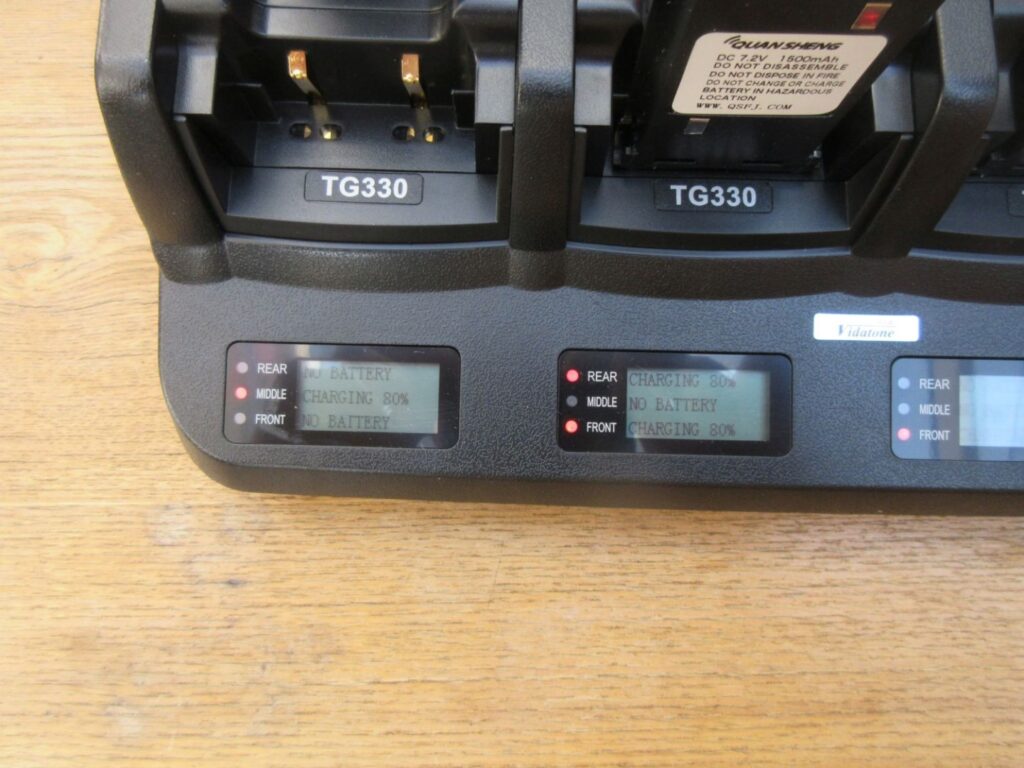 QUANSHENG
DC 7.2V 1500mAh
DO NOT DISASSEMBLE
DO NOT DISPOSE IN FIRE
DO NOT CHANGE OR CHARGE
BATTERY IN HAZARDOUS
LOCATION
WWW. QSFJ. COM
TG330
TG330
Vidatone
REAR NO BATTERY
MIDDLE CHARGING 80%
FRONT NO BATTERY
REAR CHARGING 80%
MIDDLE NO BATTERY
FRONT CHARGING 80%
REAR
MIDDLE
FRONT